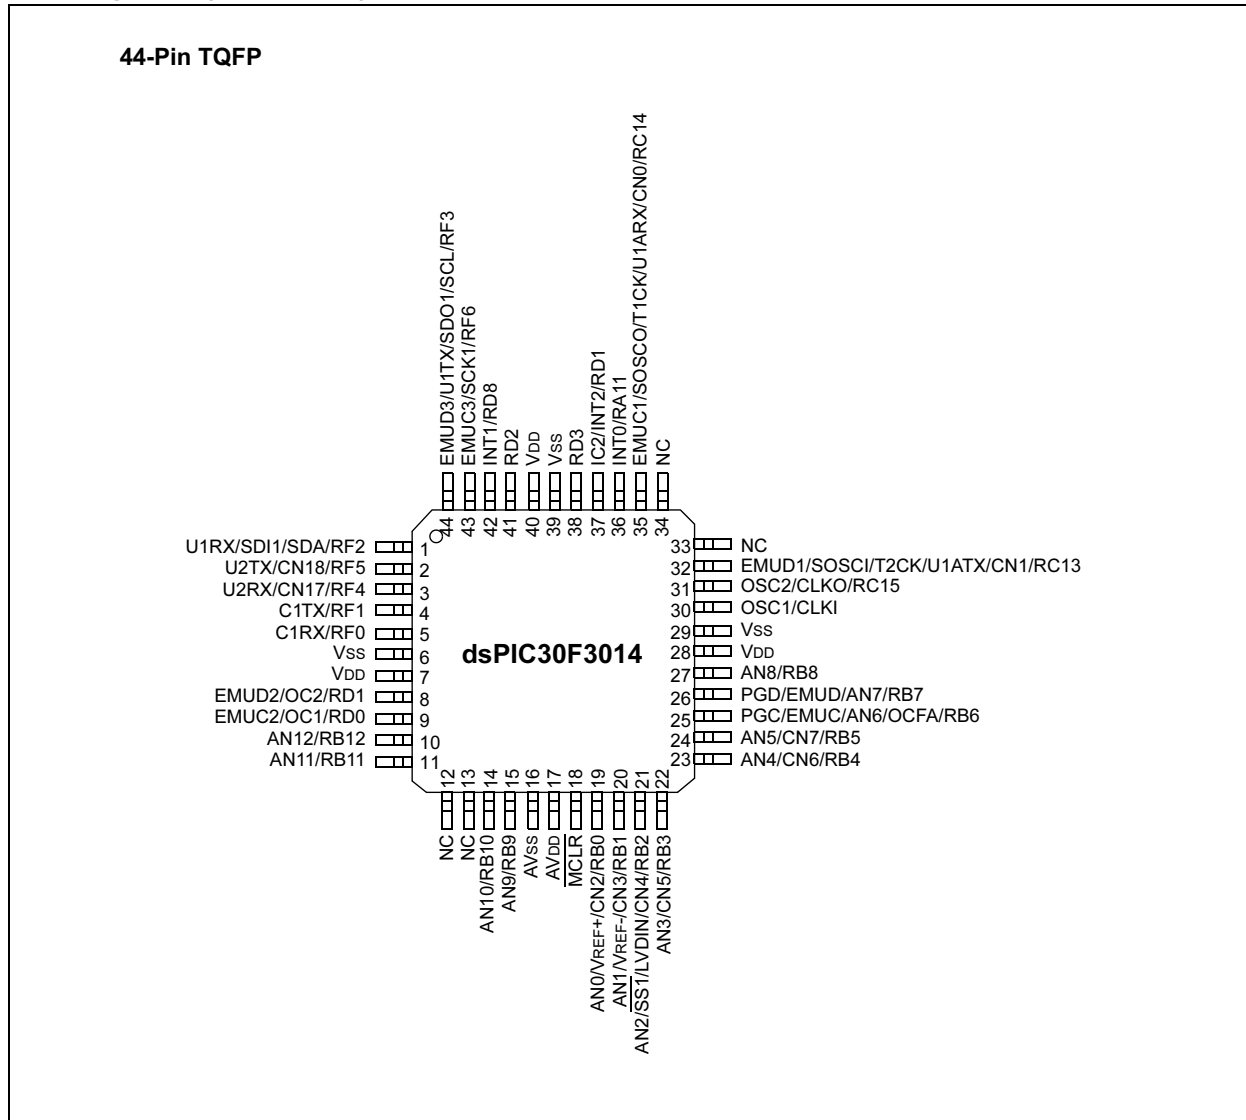 44-Pin TQFP
EMUD3/U1TX/SDO1/SCL/RF3
EMUC3/SCK1/RF6
INT1/RD8
RD2
VDD
VSS
RD3
IC2/INT2/RD1
INT0/RA11
EMUC1/SOSCO/T1CK/U1ARX/CN0/RC14
NC
44
43
42
41
40
39
38
37
36
35
34
U1RX/SDI1/SDA/RF2 1
U2TX/CN18/RF5 2
U2RX/CN17/RF4 3
C1TX/RF1 4
C1RX/RF0 5
VSS 6
VDD 7
EMUD2/OC2/RD1 8
EMUC2/OC1/RD0 9
AN12/RB12 10
AN11/RB11 11
dsPIC30F3014
33 NC
32 EMUD1/SOSCI/T2CK/U1ATX/CN1/RC13
31 OSC2/CLKO/RC15
30 OSC1/CLKI
29 VSS
28 VDD
27 AN8/RB8
26 PGD/EMUD/AN7/RB7
25 PGC/EMUC/AN6/OCFA/RB6
24 AN5/CN7/RB5
23 AN4/CN6/RB4
12
13
14
15
16
17
18
19
20
21
22
NC
NC
AN10/RB10
AN9/RB9
AVSS
AVDD
MCLR
AN0/VREF+/CN2/RB0
AN1/VREF-/CN3/RB1
AN2/SS1/LVDIN/CN4/RB2
AN3/CN5/RB3